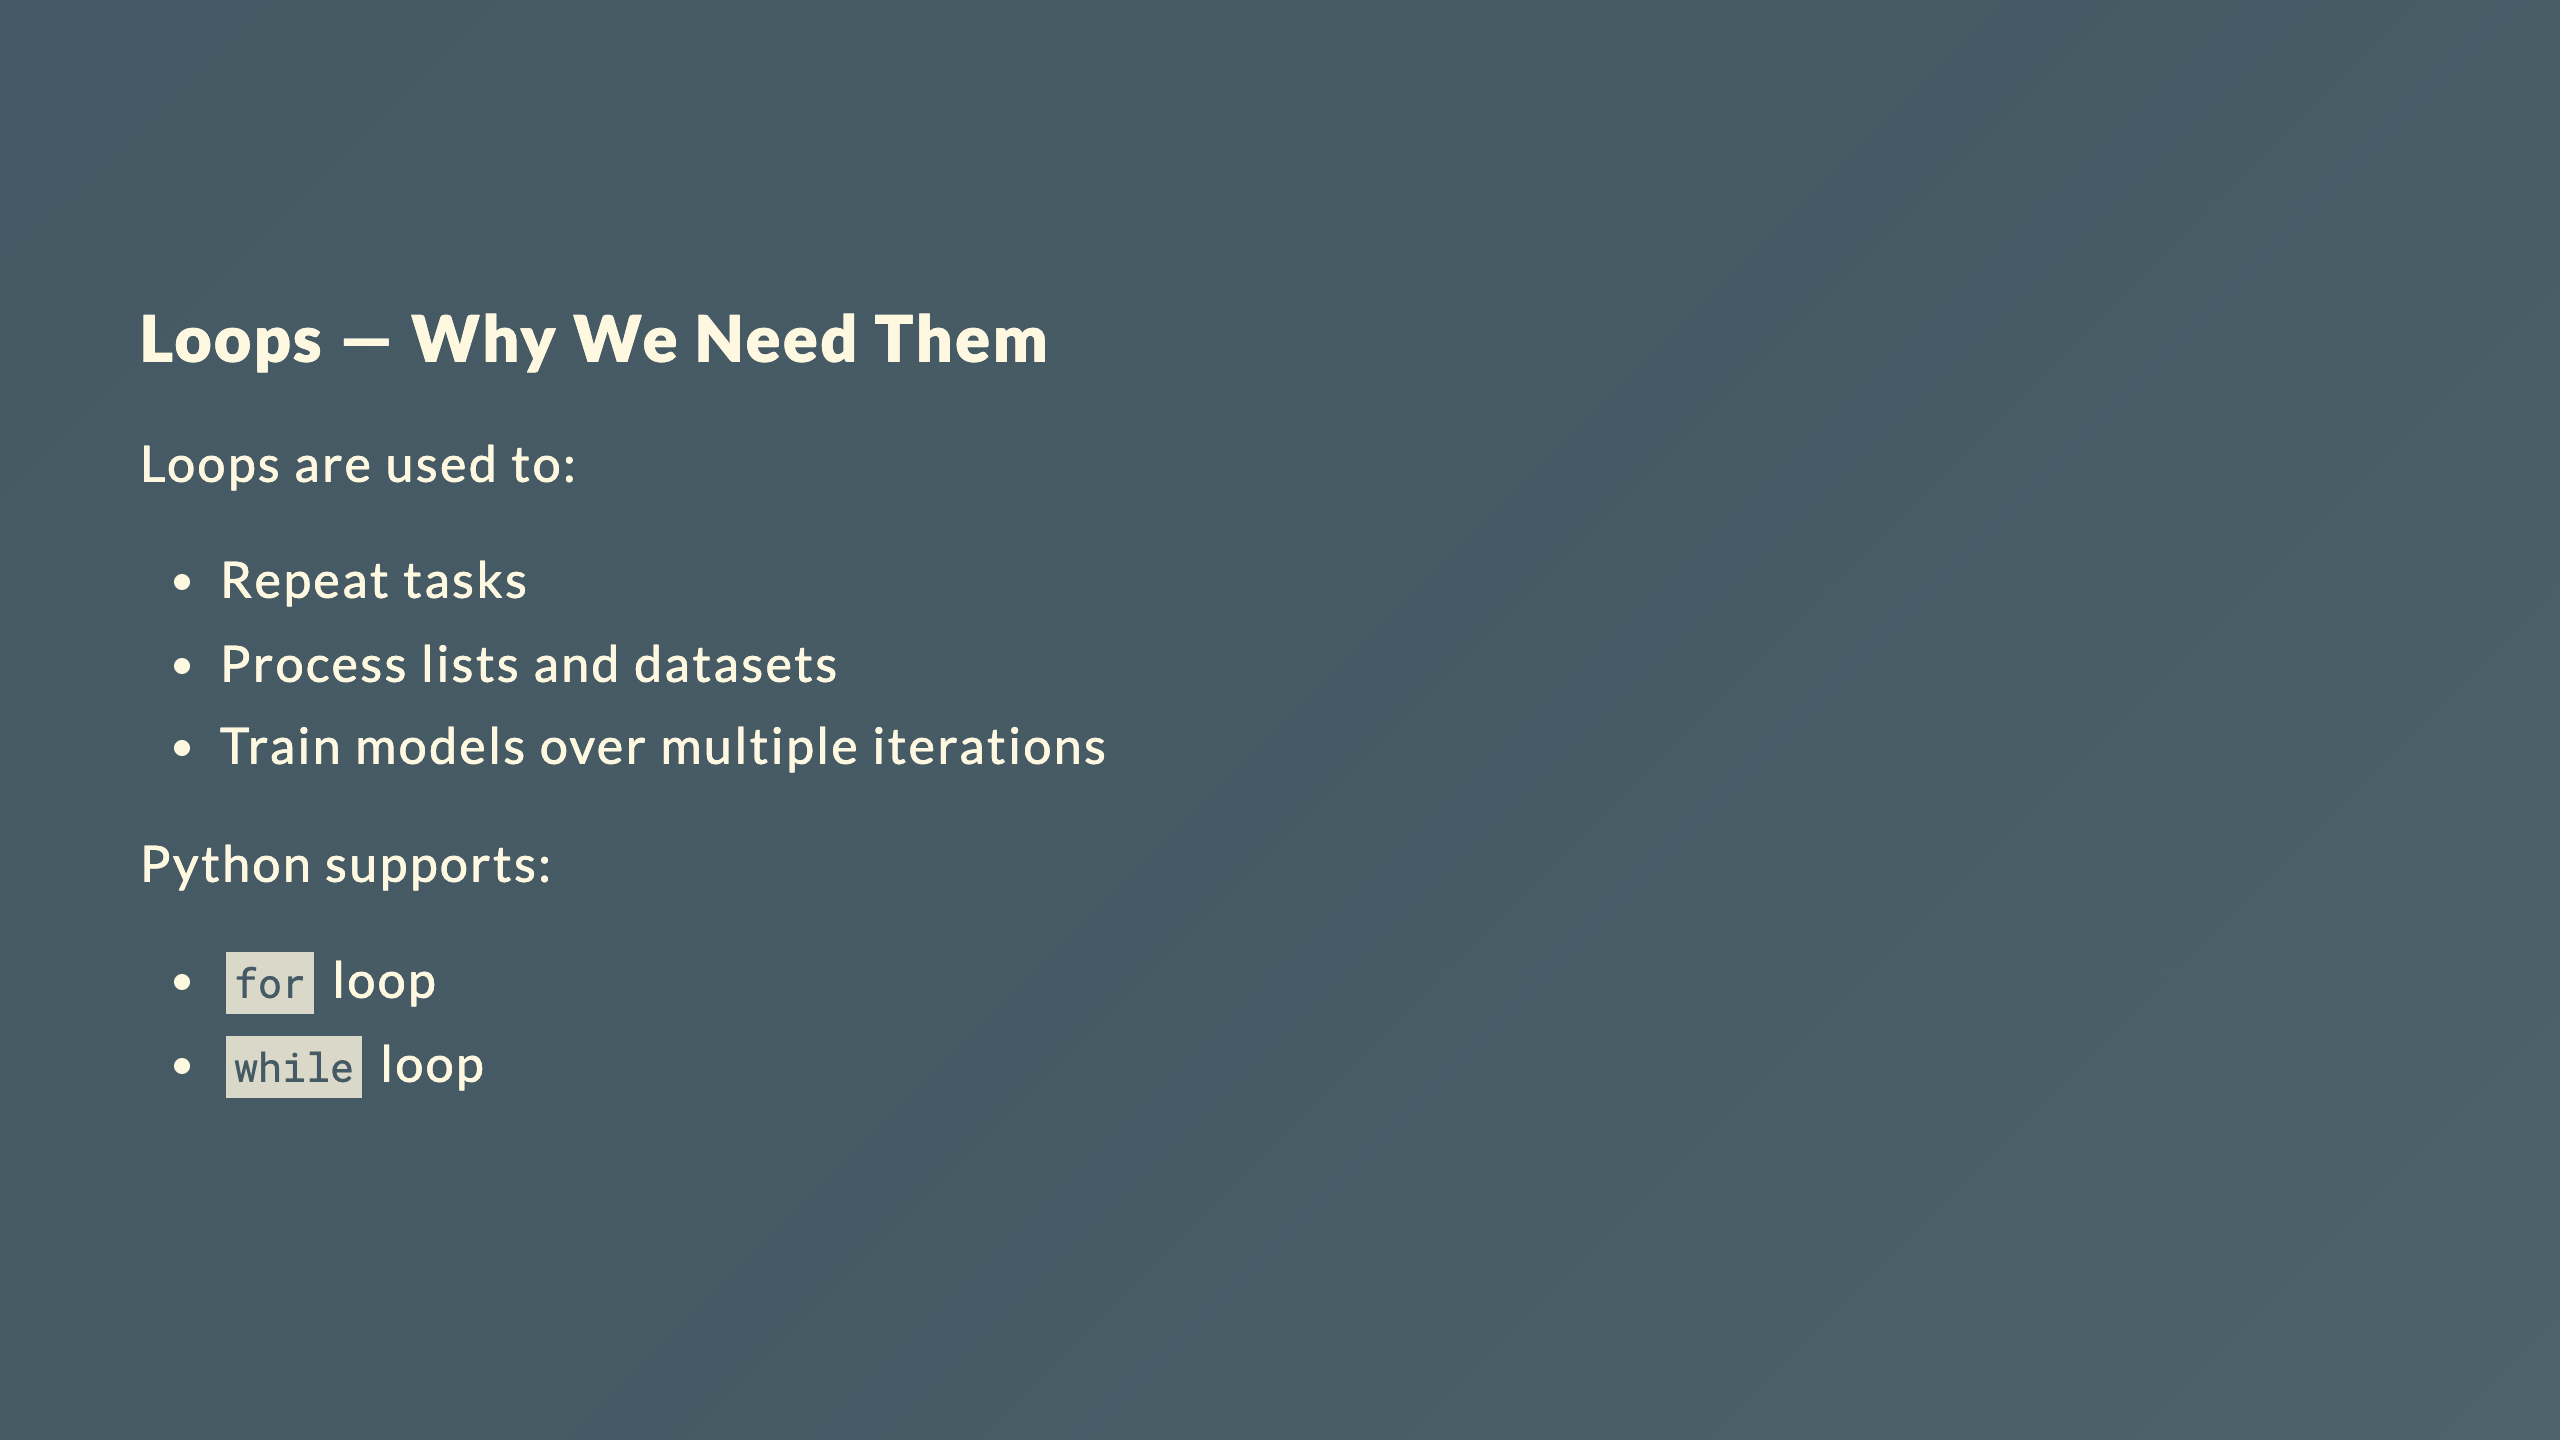 Loops — Why We Need Them
Loops are used to:
• Repeat tasks
• Process lists and datasets
• Train models over multiple iterations
Python supports:
• for loop
• while loop